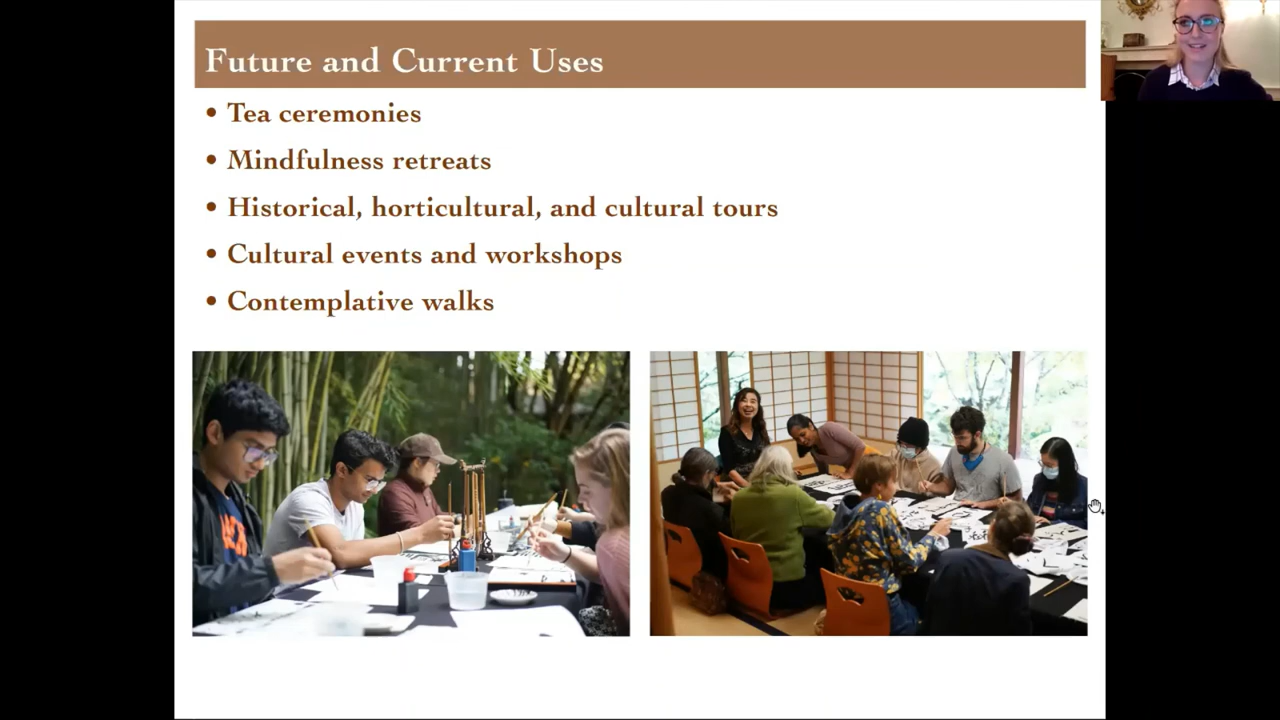 Future and Current Uses
• Tea ceremonies
• Mindfulness retreats
• Historical, horticultural, and cultural tours
• Cultural events and workshops
• Contemplative walks